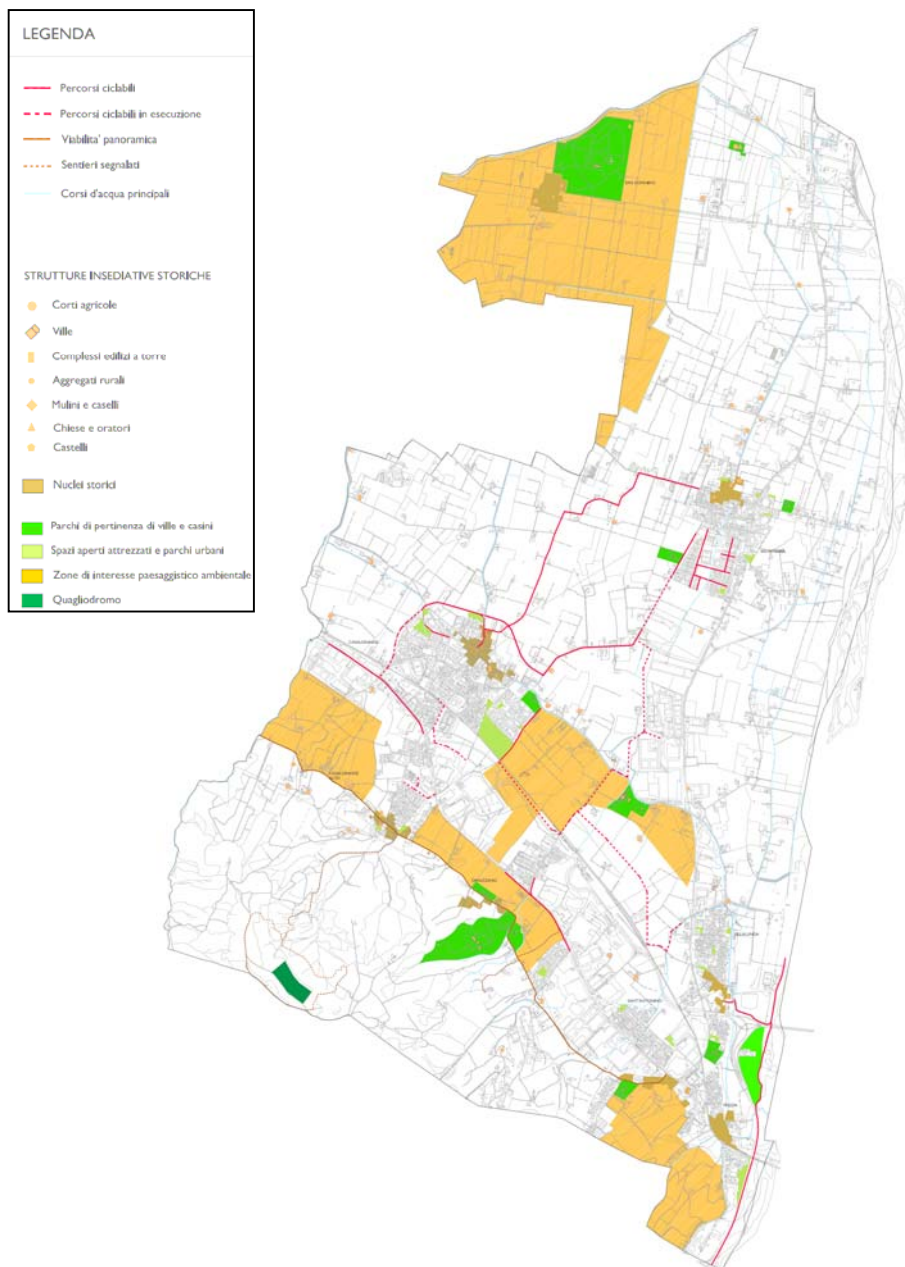 LEGENDA
Percorsi ciclabili
Percorsi ciclabili in esecuzione
Viabilita' panoramica
Sentieri segnalati
Corsi d'acqua principali
STRUTTURE INSEDIATIVE STORICHE
Corti agricole
Ville
Complessi edilizi a torre
Aggregati rurali
Mulini e caselli
Chiese e oratori
Castelli
Nuclei storici
Parchi di pertinenza di ville e casini
Spazi aperti attrezzati e parchi urbani
Zone di interesse paesaggistico ambientale
Quagliodromo